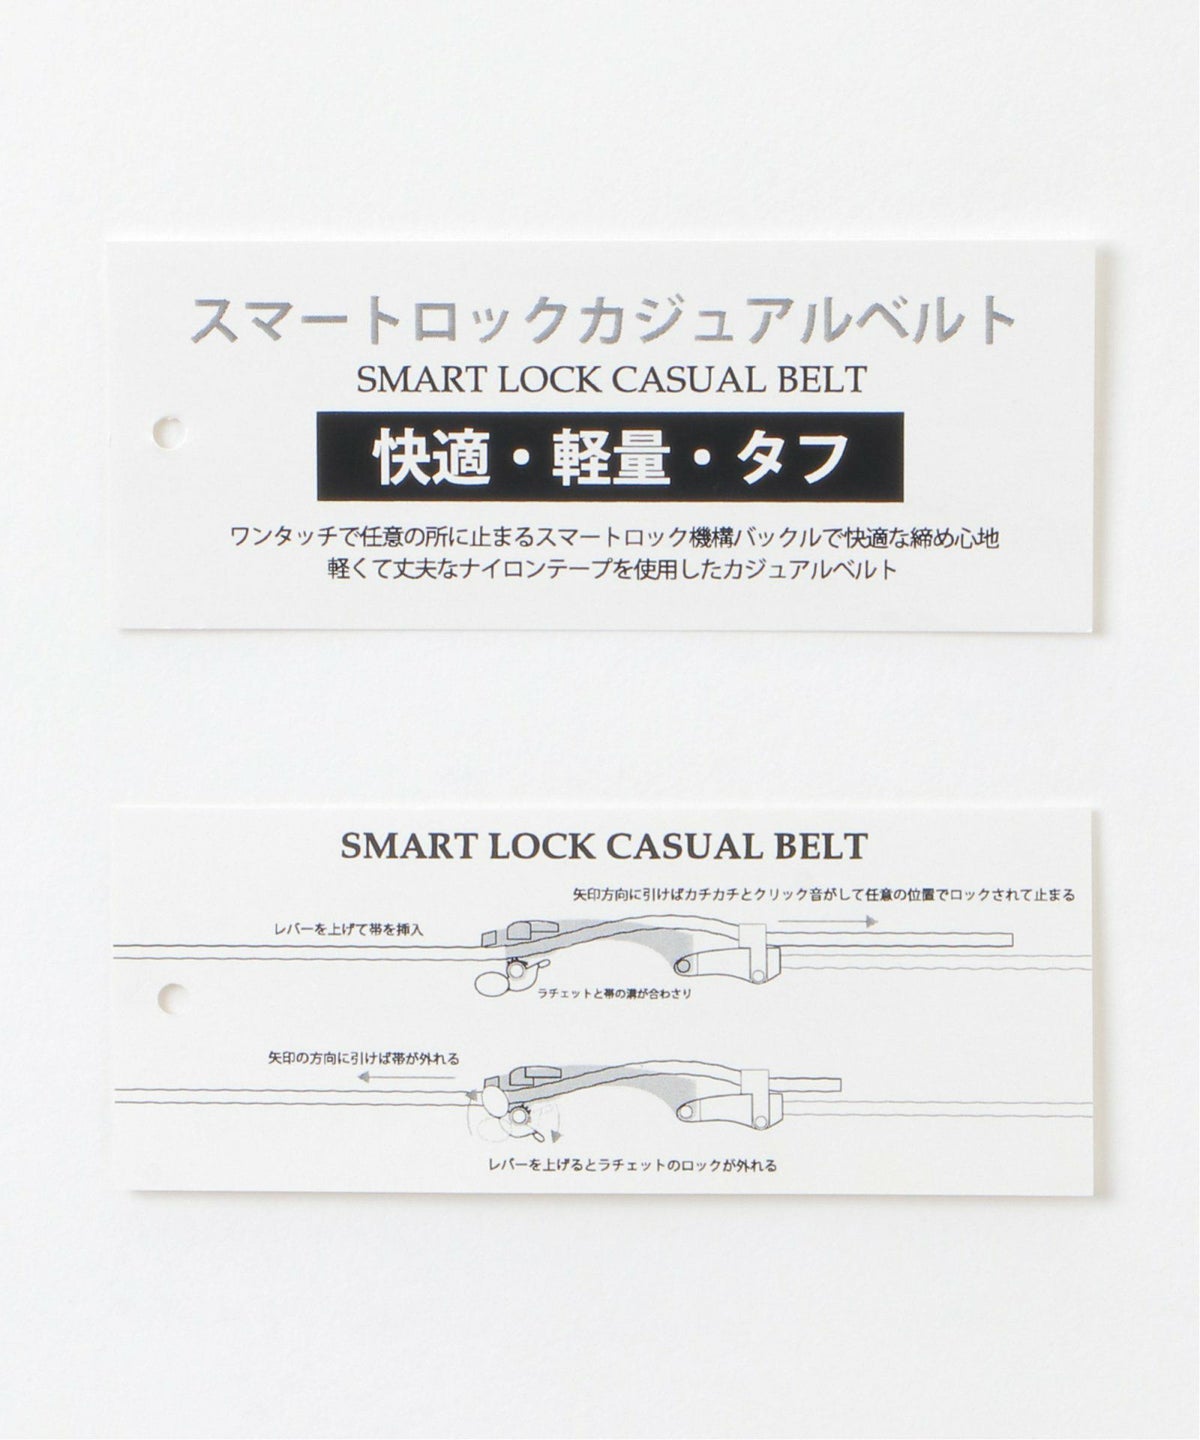 スマートロックカジュアルベルト
SMART LOCK CASUAL BELT
快適・軽量・タフ
ワンタッチで任意の所に止まるスマートロック機構バックルで快適な締め心地
軽くて丈夫なナイロンテープを使用したカジュアルベルト
SMART LOCK CASUAL BELT
矢印方向に引けばカチカチとクリック音がして任意の位置でロックされて止まる
レバーを上げて帯を挿入
ラチェットと帯の溝が合わさり
矢印の方向に引けば帯が外れる
レバーを上げるとラチェットのロックが外れる